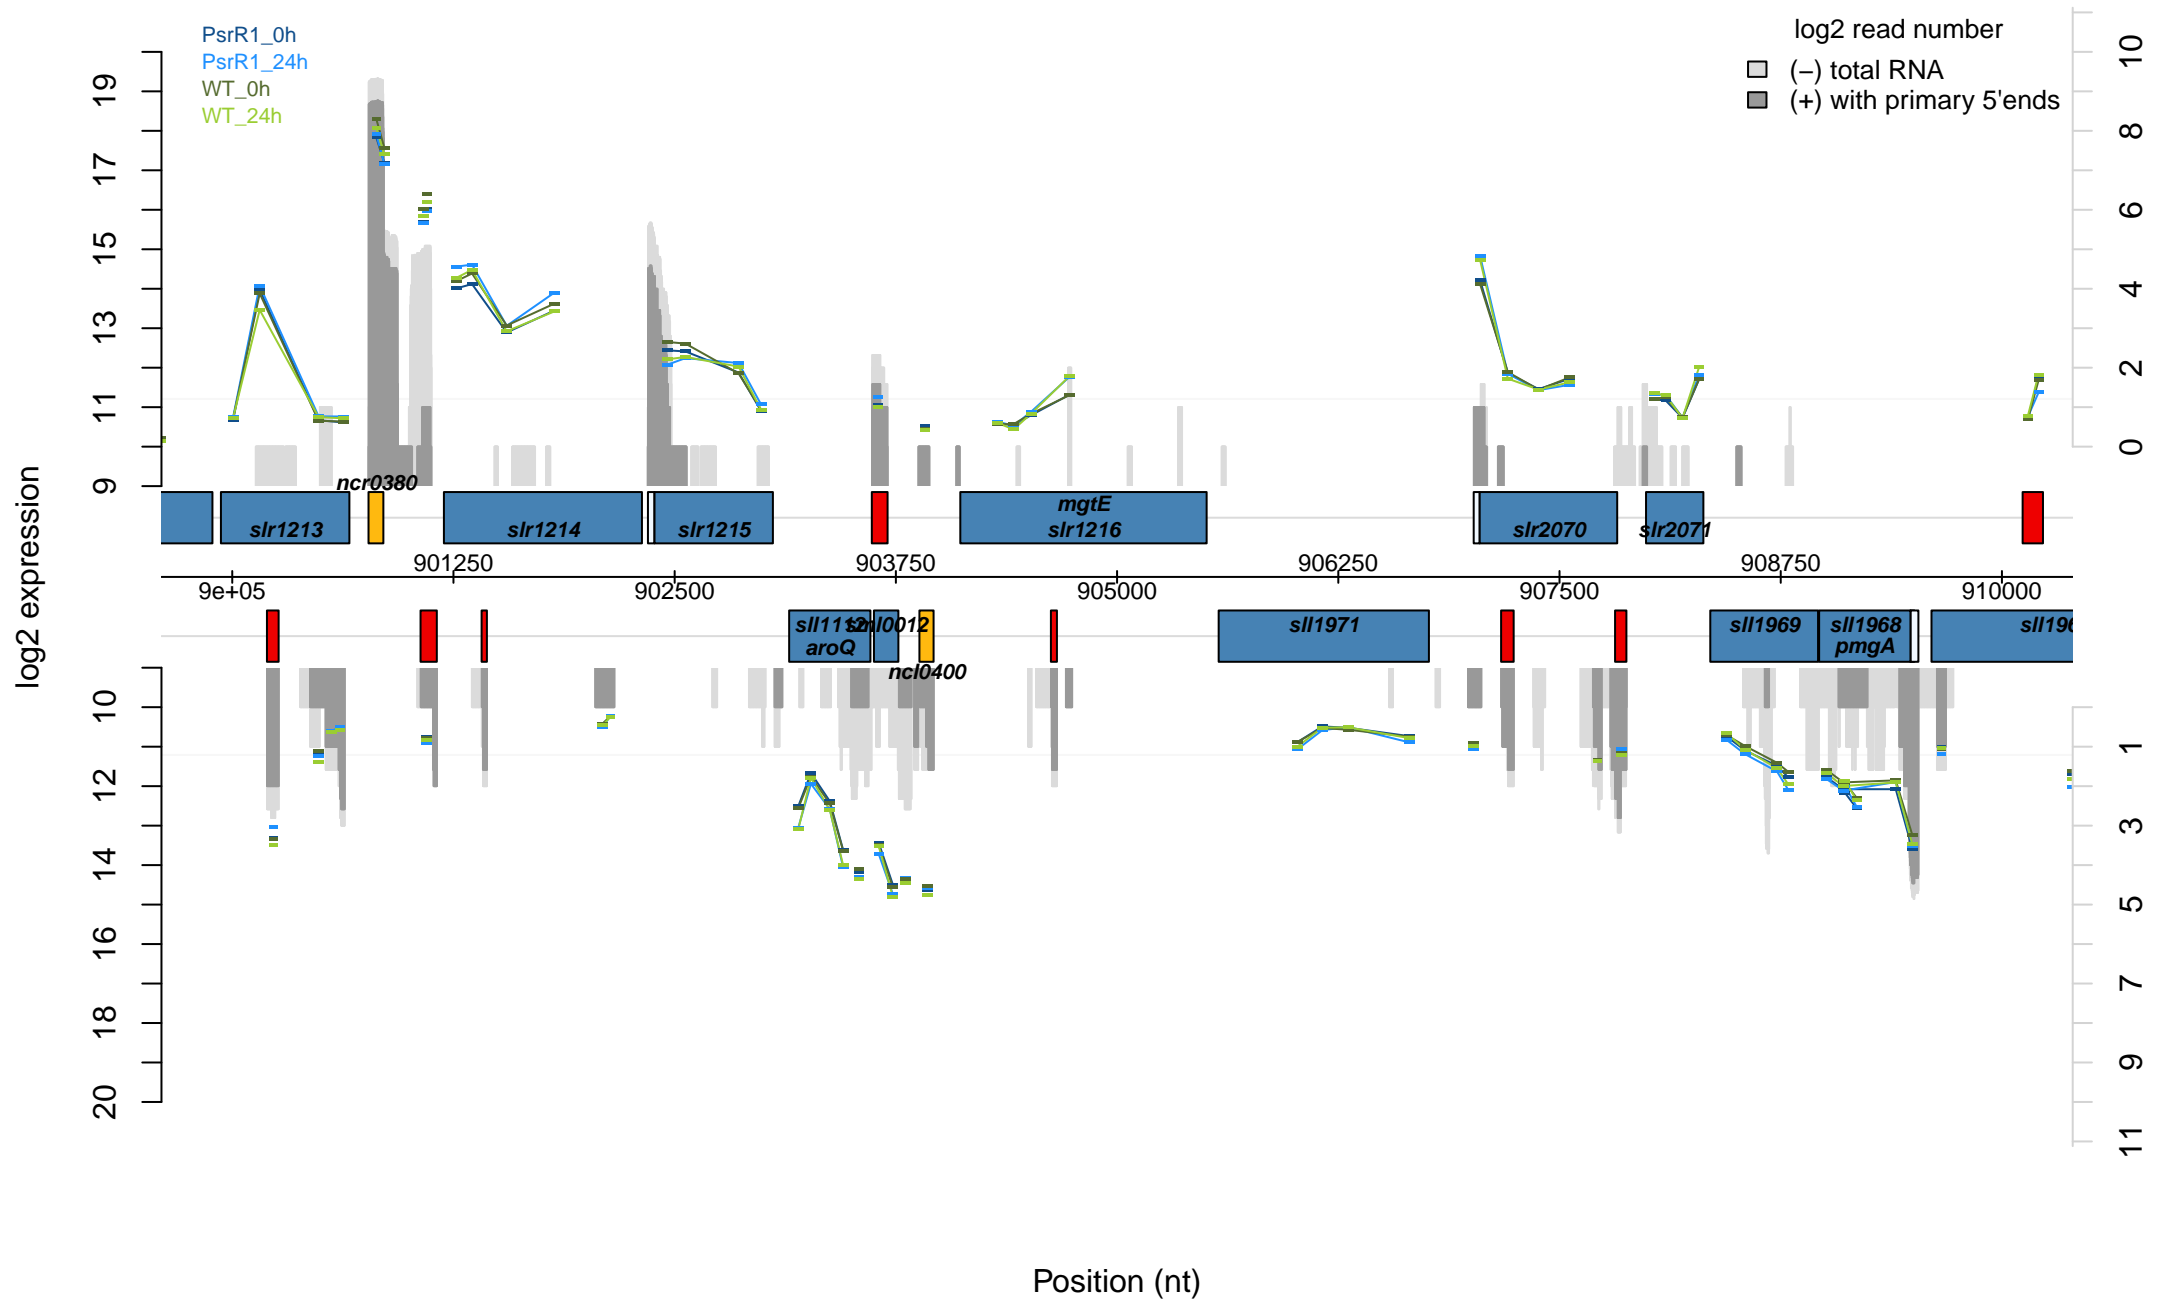 PsrR1_0h
PsrR1_24h
WT_0h
WT_24h
log2 read number
(−) total RNA
(+) with primary 5'ends
log2 expression
19
17
15
13
11
9
10
8
6
4
2
0
ncr0380
slr1213
slr1214
slr1215
mgtE
slr1216
slr2070
slr2071
901250
903750
906250
908750
9e+05
902500
905000
907500
910000
sll1112
aroQ
sml0012
ncl0400
sll1971
sll1969
sll1968
pmgA
sll196
10
12
14
16
18
20
1
3
5
7
9
11
Position (nt)